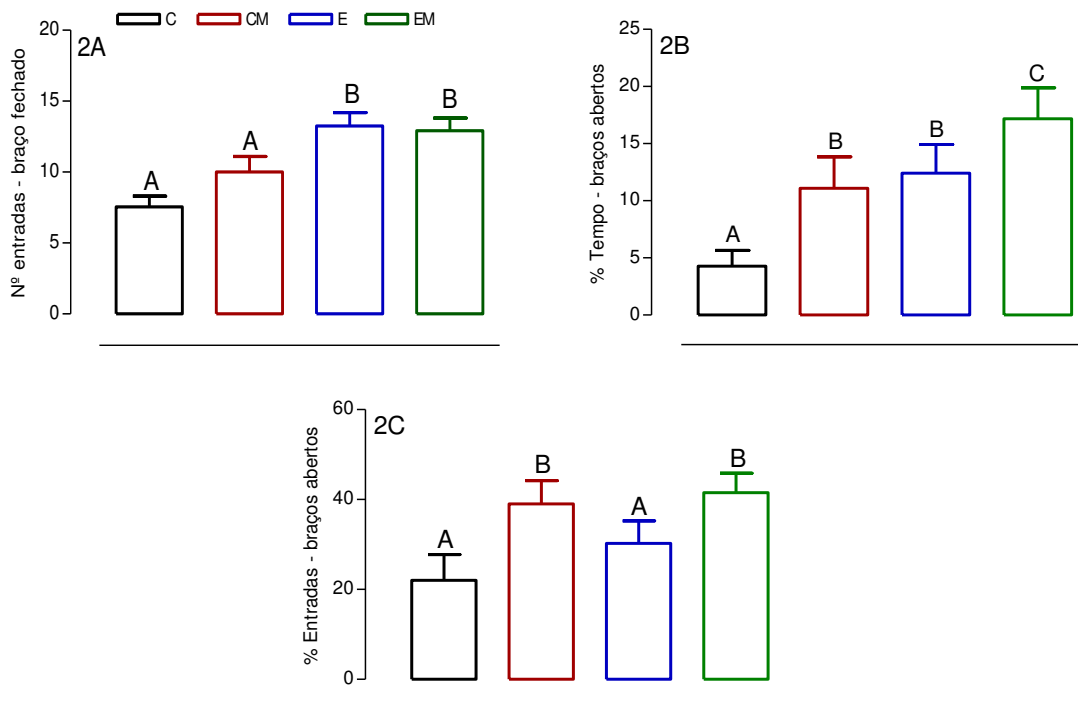 C CM E EM
2A
Nº entradas - braço fechado
20
15
10
5
0
A A B B
2B
% Tempo - braços abertos
25
20
15
10
5
0
A B B C
2C
% Entradas - braços abertos
60
40
20
0
A B A B